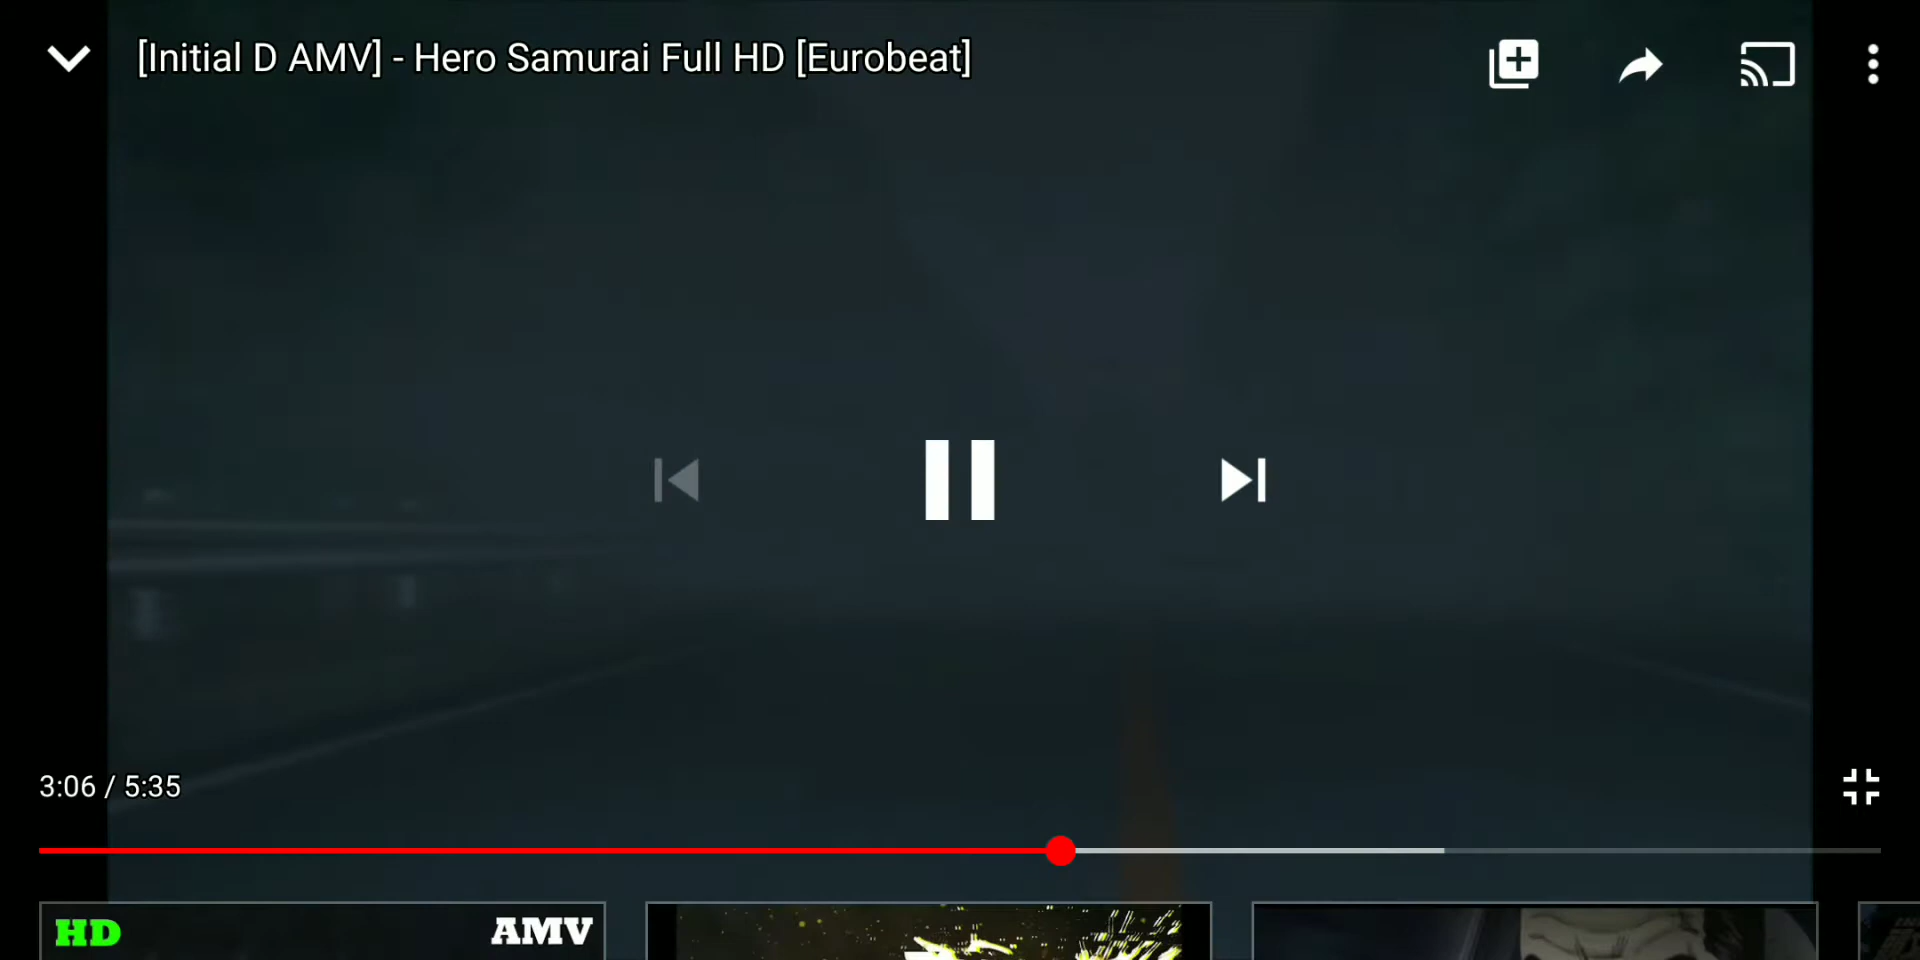 [Initial D AMV] - Hero Samurai Full HD [Eurobeat]
3:06 / 5:35
HD
AMV